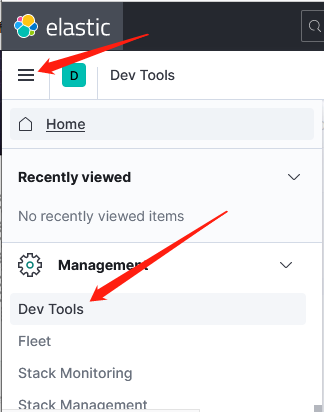 elastic
D
Dev Tools
Home
Recently viewed
No recently viewed items
Management
Dev Tools
Fleet
Stack Monitoring
Stack Management